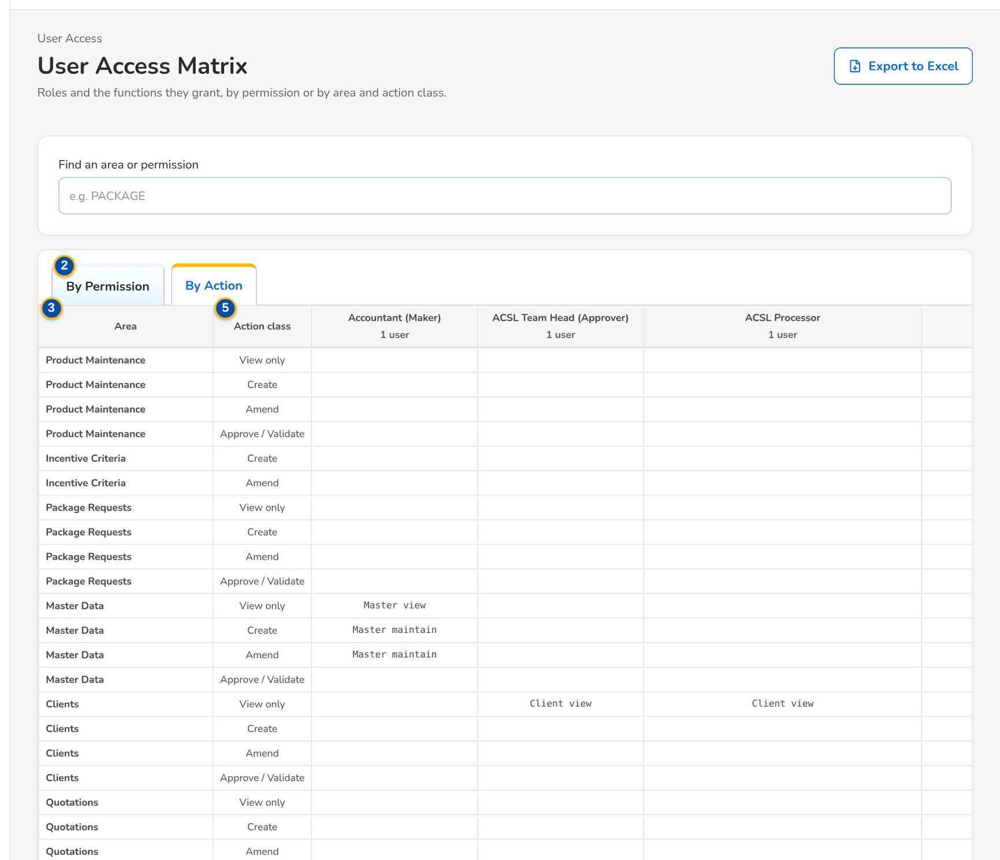 User Access
User Access Matrix
Export to Excel
Roles and the functions they grant, by permission or by area and action class.
Find an area or permission
e.g. PACKAGE
2
By Permission
By Action
3
5
Area
Action class
Accountant (Maker)
1 user
ACSL Team Head (Approver)
1 user
ACSL Processor
1 user
Product Maintenance View only
Product Maintenance Create
Product Maintenance Amend
Product Maintenance Approve / Validate
Incentive Criteria Create
Incentive Criteria Amend
Package Requests View only
Package Requests Create
Package Requests Amend
Package Requests Approve / Validate
Master Data View only Master view
Master Data Create Master maintain
Master Data Amend Master maintain
Master Data Approve / Validate
Clients View only Client view Client view
Clients Create
Clients Amend
Clients Approve / Validate
Quotations View only
Quotations Create
Quotations Amend